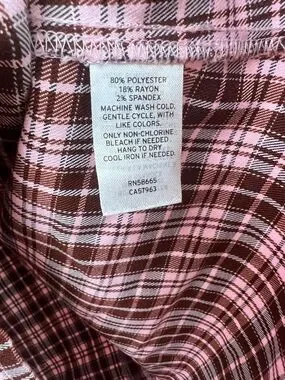 80% POLYESTER
18% RAYON
2% SPANDEX
MACHINE WASH COLD,
GENTLE CYCLE, WITH
LIKE COLORS.
ONLY NON-CHLORINE
BLEACH IF NEEDED.
HANG TO DRY.
COOL IRON IF NEEDED.
RN58665
CA57963